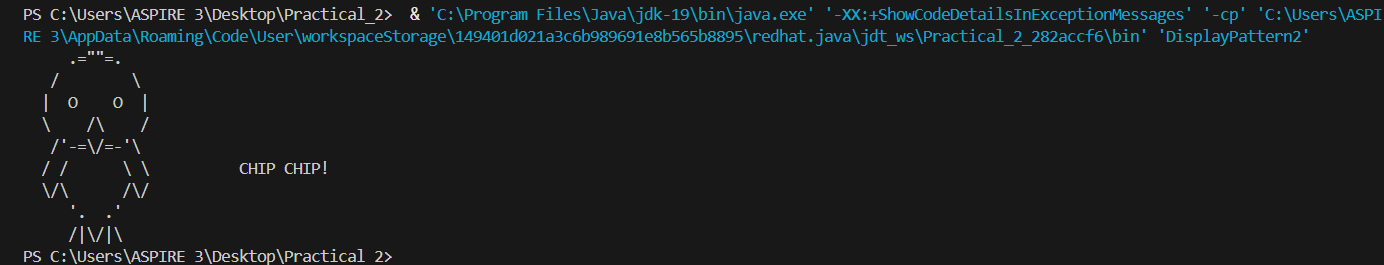 PS C:\Users\ASPIRE 3\Desktop\Practical_2>  & 'C:\Program Files\Java\jdk-19\bin\java.exe' '-XX:+ShowCodeDetailsInExceptionMessages' '-cp' 'C:\Users\ASPI
RE 3\AppData\Roaming\Code\User\workspaceStorage\149401d021a3c6b989691e8b565b8895\redhat.java\jdt_ws\Practical_2_282accf6\bin' 'DisplayPattern2'
     .=""=.
   /        \
  |  O    O  |
  \    /\    /
   /'-=\/=-'\
  / /      \ \          CHIP CHIP!
  \/\      /\/
     '.  .'
     /|\/|\
PS C:\Users\ASPIRE 3\Desktop\Practical 2>